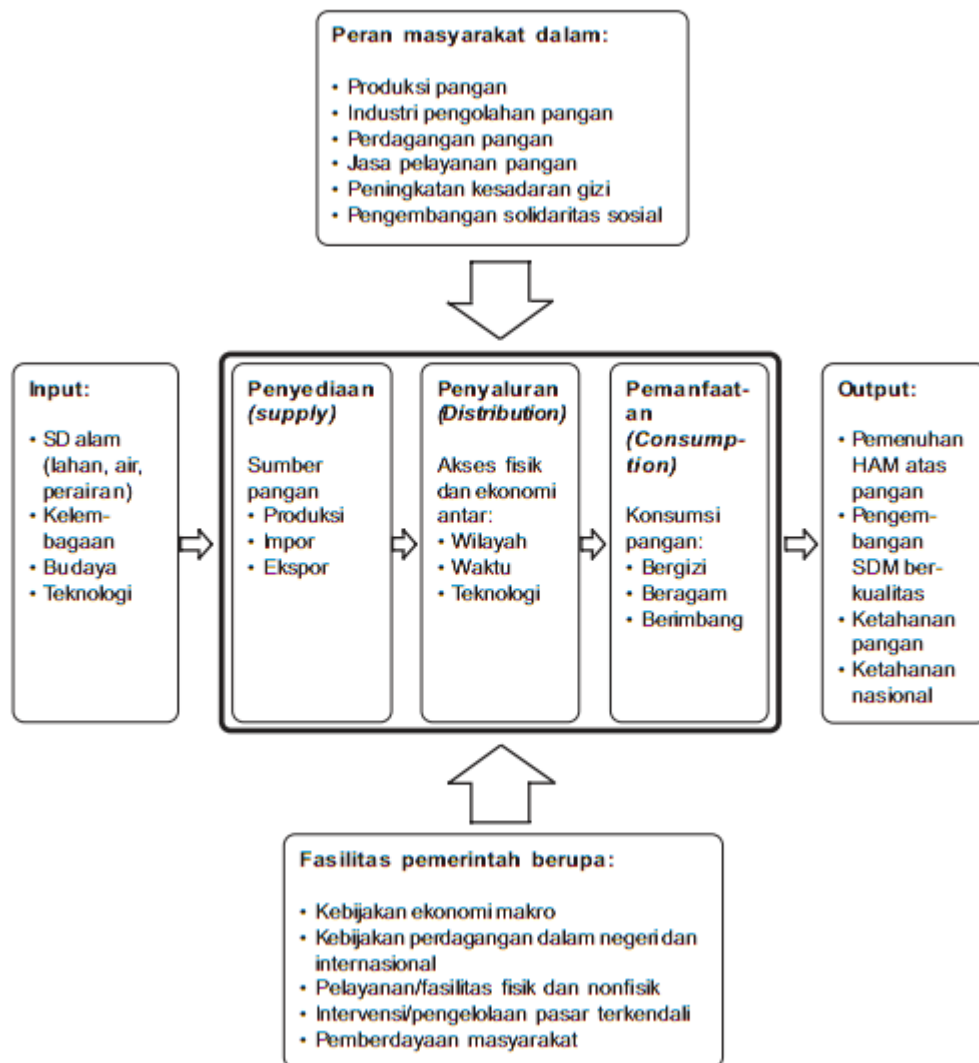 Peran masyarakat dalam:
• Produksi pangan
• Industri pengolahan pangan
• Perdagangan pangan
• Jasa pelayanan pangan
• Peningkatan kesadaran gizi
• Pengembangan solidaritas sosial
Input:
• SD alam
(lahan, air,
perairan)
• Kelem-
bagaan
• Budaya
• Teknologi
Penyediaan
(supply)
Sumber
pangan
• Produksi
• Impor
• Ekspor
Penyaluran
(Distribution)
Akses fisik
dan ekonomi
antar:
• Wilayah
• Waktu
• Teknologi
Pemanfaat-
an
(Consump-
tion)
Konsumsi
pangan:
• Bergizi
• Beragam
• Berimbang
Output:
• Pemenuhan
HAM atas
pangan
• Pengem-
bangan
SDM ber-
kualitas
• Ketahanan
pangan
• Ketahanan
nasional
Fasilitas pemerintah berupa:
• Kebijakan ekonomi makro
• Kebijakan perdagangan dalam negeri dan
internasional
• Pelayanan/fasilitas fisik dan nonfisik
• Intervensi/pengelolaan pasar terkendali
• Pemberdayaan masyarakat